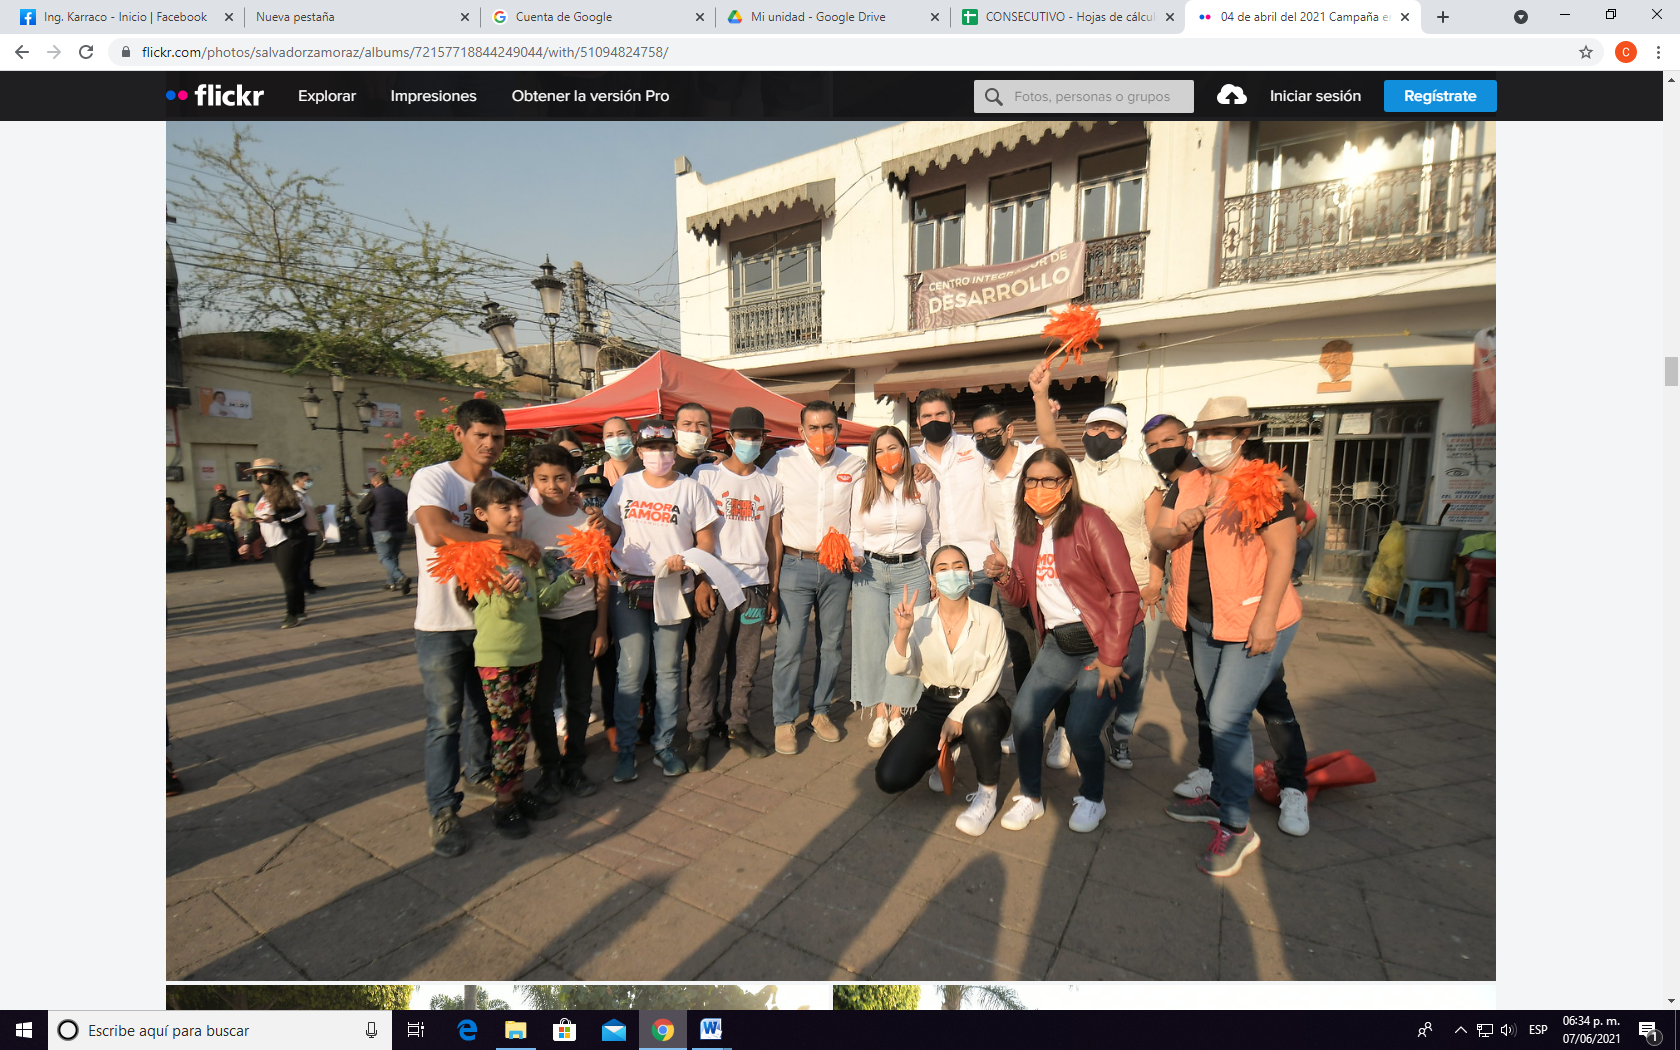 Ing. Karraco - Inicio | Facebook
Nueva pestaña
Cuenta de Google
Mi unidad - Google Drive
CONSECUTIVO - Hojas de cálcul
04 de abril del 2021 Campaña e
flickr.com/photos/salvadorzamoraz/albums/72157718844249044/with/51094824758/
C
flickr
Explorar
Impresiones
Obtener la versión Pro
Fotos, personas o grupos
Iniciar sesión
Regístrate
CENTRO INTEGRADOR DE
DESARROLLO
ZAMORA
ZAMORA
Escribe aquí para buscar
ESP
06:34 p. m.
07/06/2021
1